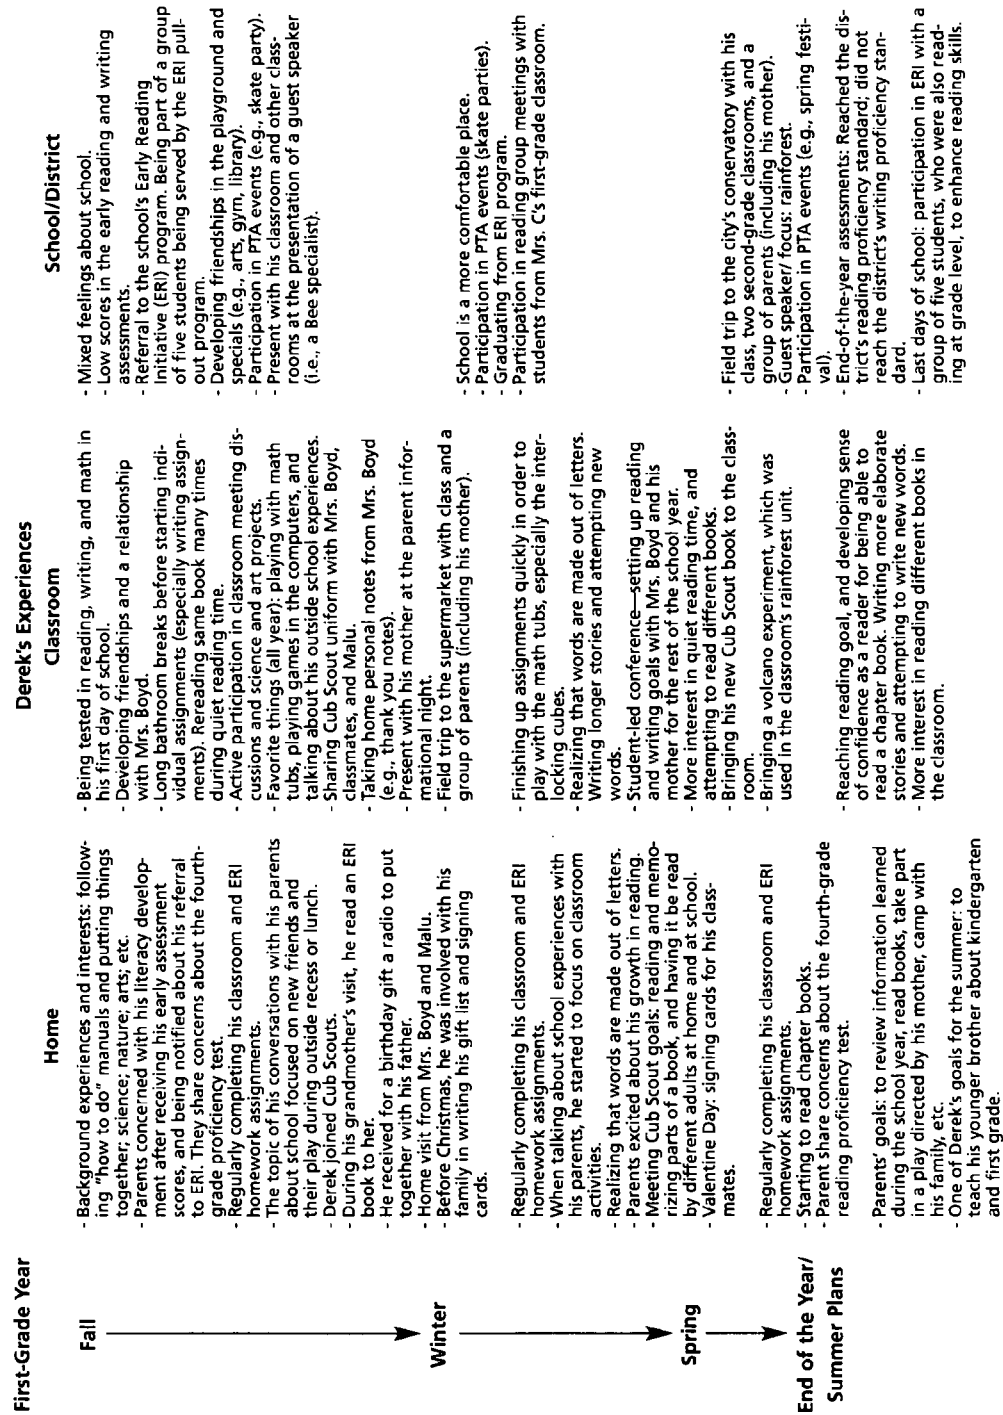 Derek's Experiences
First-Grade Year
Home
Classroom
School/District
Fall
- Background experiences and interests: follow-
ing "how to do" manuals and putting things
together; science; nature; arts; etc.
- Parents concerned with his literacy develop-
ment after receiving his early assessment
scores, and being notified about his referral
to ERI. They share concerns about the fourth-
grade proficiency test.
- Regularly completing his classroom and ERI
homework assignments.
- The topic of his conversations with his parents
about school focused on new friends and
their play during outside recess or lunch.
- Derek joined Cub Scouts.
- During his grandmother's visit, he read an ERI
book to her.
- He received for a birthday gift a radio to put
together with his father.
- Home visit from Mrs. Boyd and Malu.
- Before Christmas, he was involved with his
family in writing his gift list and signing
cards.
- Being tested in reading, writing, and math in
his first day of school.
- Developing friendships and a relationship
with Mrs. Boyd.
- Long bathroom breaks before starting indi-
vidual assignments (especially writing assign-
ments). Rereading same book many times
during quiet reading time.
- Active participation in classroom meeting dis-
cussions and science and art projects.
- Favorite things (all year): playing with math
tubs, playing games in the computers, and
talking about his outside school experiences.
- Sharing Cub Scout uniform with Mrs. Boyd,
classmates, and Malu.
- Taking home personal notes from Mrs. Boyd
(e.g., thank you notes).
- Present with his mother at the parent infor-
mational night.
- Field trip to the supermarket with class and a
group of parents (including his mother).
- Mixed feelings about school.
- Low scores in the early reading and writing
assessments.
- Referral to the school's Early Reading
Initiative (ERI) program. Being part of a group
of five students being served by the ERI pull-
out program.
- Developing friendships in the playground and
specials (e.g., arts, gym, library).
- Participation in PTA events (e.g., skate party).
- Present with his classroom and other class-
rooms at the presentation of a guest speaker
(i.e., a Bee specialist).
Winter
- Regularly completing his classroom and ERI
homework assignments.
- When talking about school experiences with
his parents, he started to focus on classroom
activities.
- Realizing that words are made out of letters.
- Parents excited about his growth in reading.
- Meeting Cub Scout goals: reading and memo-
rizing parts of a book, and having it be read
by different adults at home and at school.
- Valentine Day: signing cards for his class-
mates.
- Finishing up assignments quickly in order to
play with the math tubs, especially the inter-
locking cubes.
- Realizing that words are made out of letters.
Writing longer stories and attempting new
words.
- Student-led conference—setting up reading
and writing goals with Mrs. Boyd and his
mother for the rest of the school year.
- More interest in quiet reading time, and
attempting to read different books.
- Bringing his new Cub Scout book to the class-
room.
- Bringing a volcano experiment, which was
used in the classroom's rainforest unit.
- School is a more comfortable place.
- Participation in PTA events (skate parties).
- Graduating from ERI program.
- Participation in reading group meetings with
students from Mrs. C's first-grade classroom.
Spring
- Regularly completing his classroom and ERI
homework assignments.
- Starting to read chapter books.
- Parent share concerns about the fourth-grade
reading proficiency test.
- Reaching reading goal, and developing sense
of confidence as a reader for being able to
read a chapter book. Writing more elaborate
stories and attempting to write new words.
- More interest in reading different books in
the classroom.
- Field trip to the city's conservatory with his
class, two second-grade classrooms, and a
group of parents (including his mother).
- Guest speaker/ focus: rainforest.
- Participation in PTA events (e.g., spring festi-
val).
- End-of-the-year assessments: Reached the dis-
trict's reading proficiency standard; did not
reach the district's writing proficiency stan-
dard.
- Last days of school: participation in ERI with a
group of five students, who were also read-
ing at grade level, to enhance reading skills.
End of the Year/
Summer Plans
- Parents' goals: to review information learned
during the school year, read books, take part
in a play directed by his mother, camp with
his family, etc.
- One of Derek's goals for the summer: to
teach his younger brother about kindergarten
and first grade.